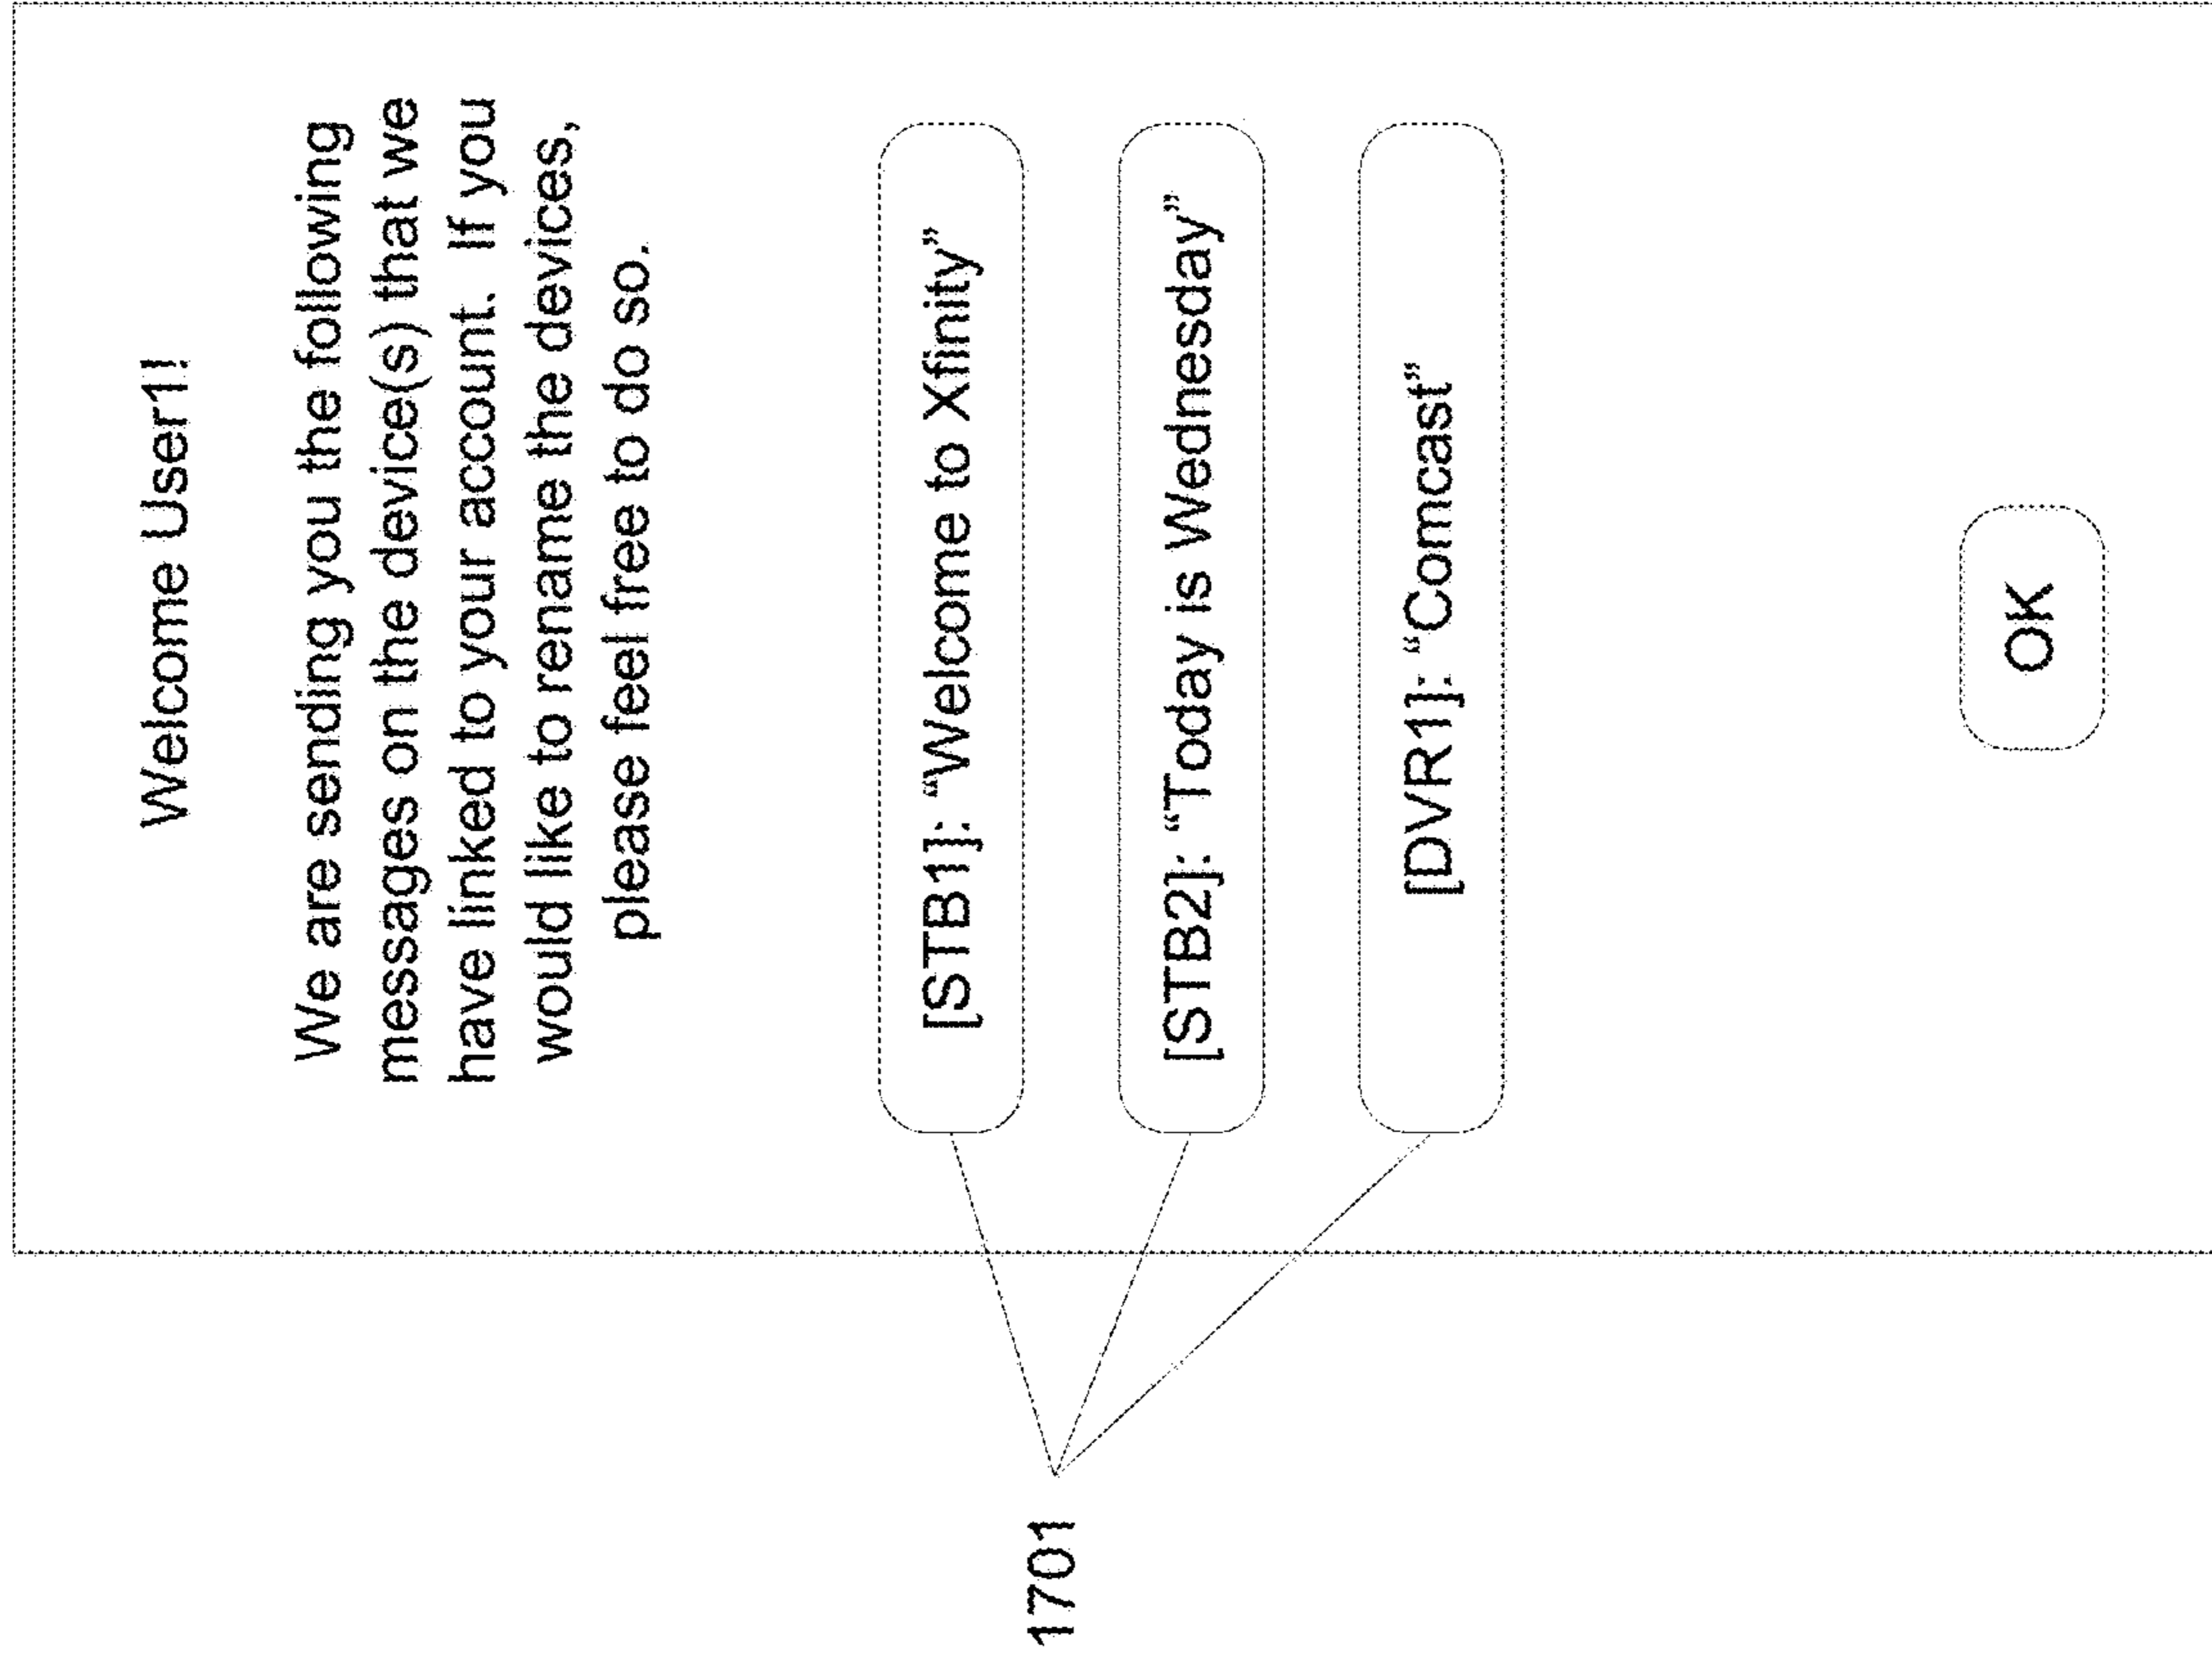 Welcome User1!
We are sending you the following
messages on the device(s) that we
have linked to your account.  If you
would like to rename the devices,
please feel free to do so.
[STB1]: “Welcome to Xfinity”
[STB2]: “Today is Wednesday”
[DVR1]: “Comcast”
1701
OK